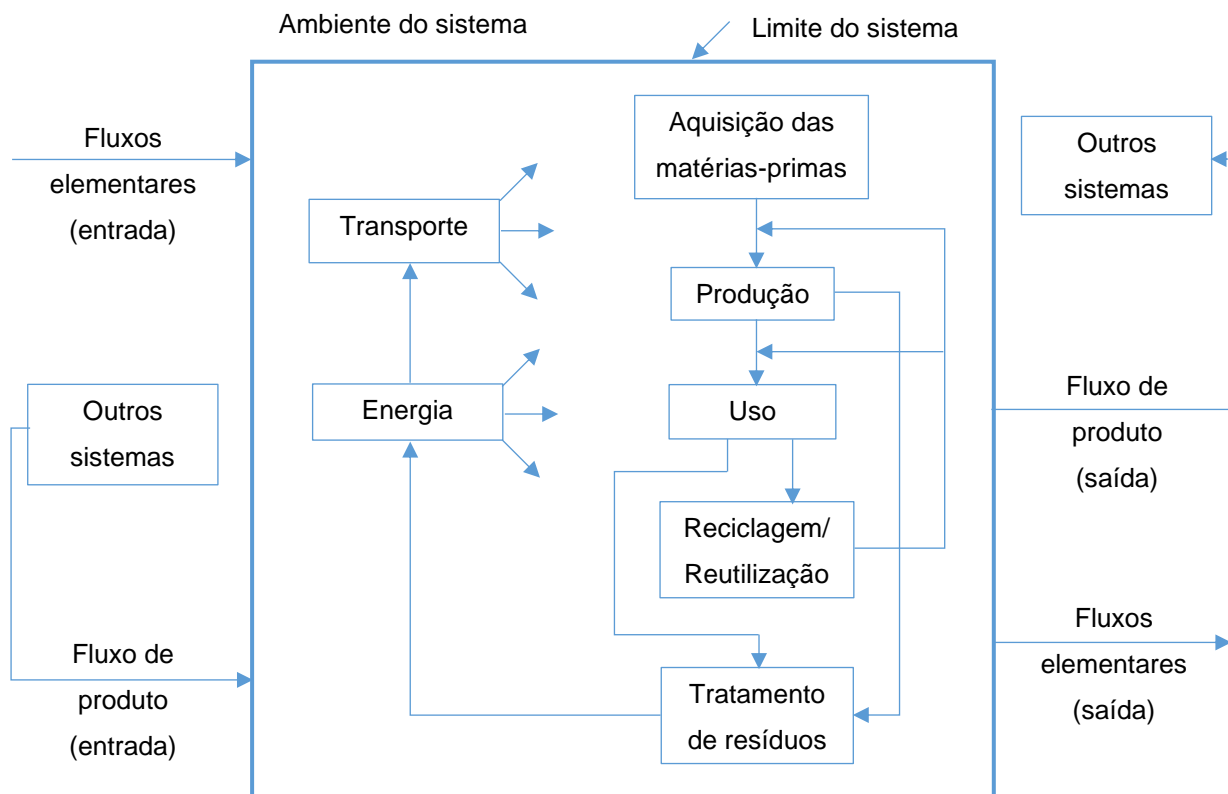 Ambiente do sistema
Limite do sistema
Fluxos
elementares
(entrada)
Aquisição das
matérias-primas
Outros
sistemas
Transporte
Produção
Energia
Uso
Outros
sistemas
Fluxo de
produto
(saída)
Reciclagem/
Reutilização
Fluxo de
produto
(entrada)
Tratamento
de resíduos
Fluxos
elementares
(saída)